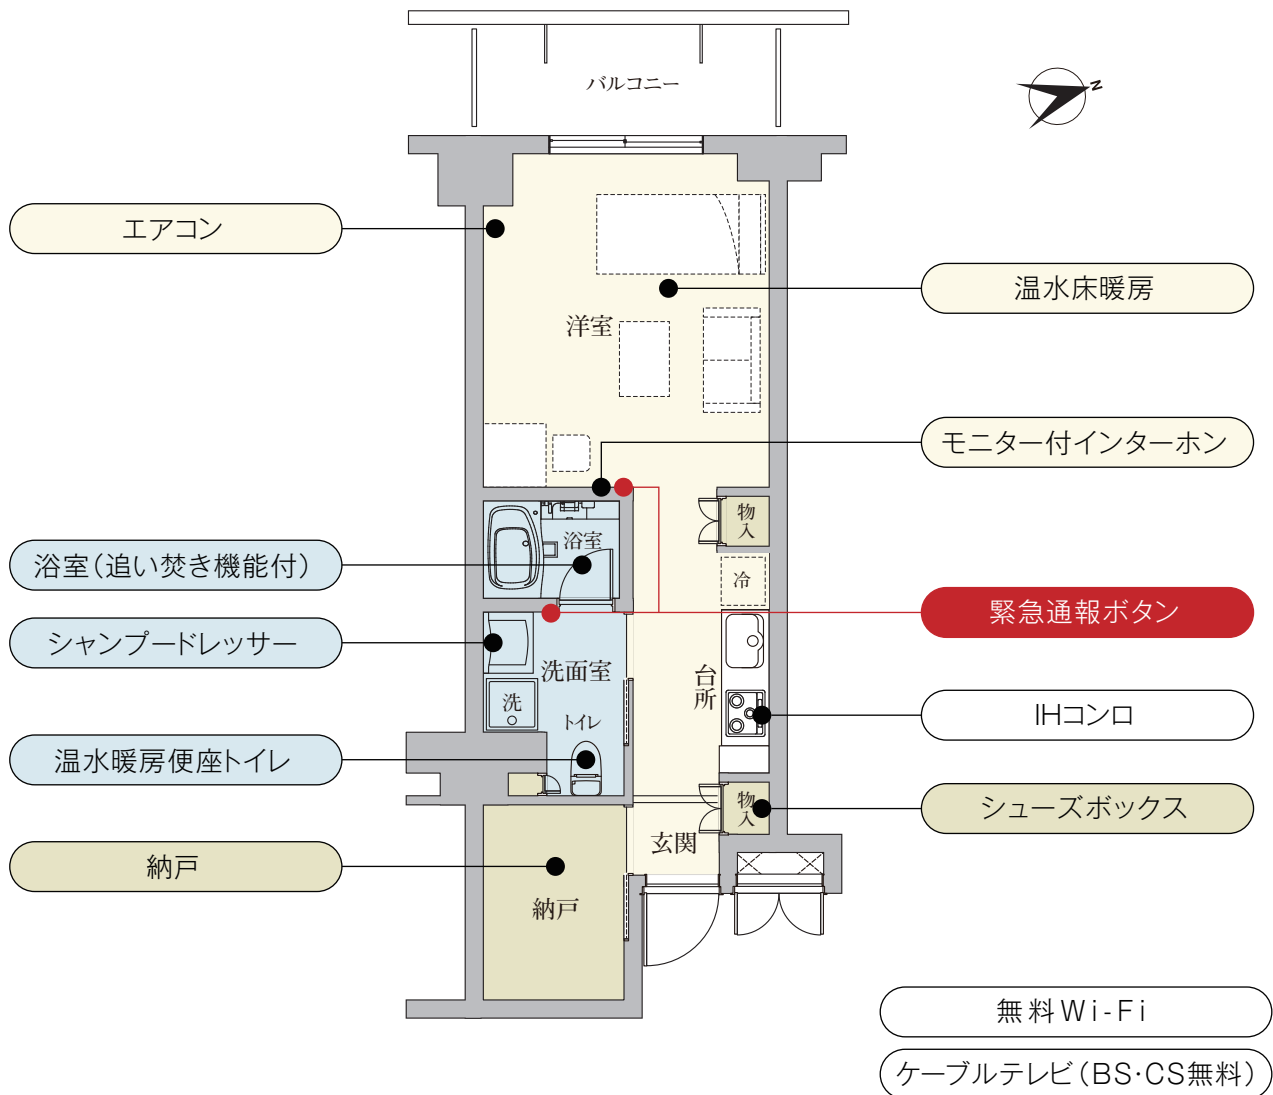 バルコニー
N
エアコン
温水床暖房
洋室
モニター付インターホン
物入
浴室
浴室(追い焚き機能付)
冷
緊急通報ボタン
シャンプードレッサー
洗面室
台所
洗
IHコンロ
トイレ
温水暖房便座トイレ
物入
シューズボックス
玄関
納戸
納戸
無料Wi-Fi
ケーブルテレビ(BS・CS無料)